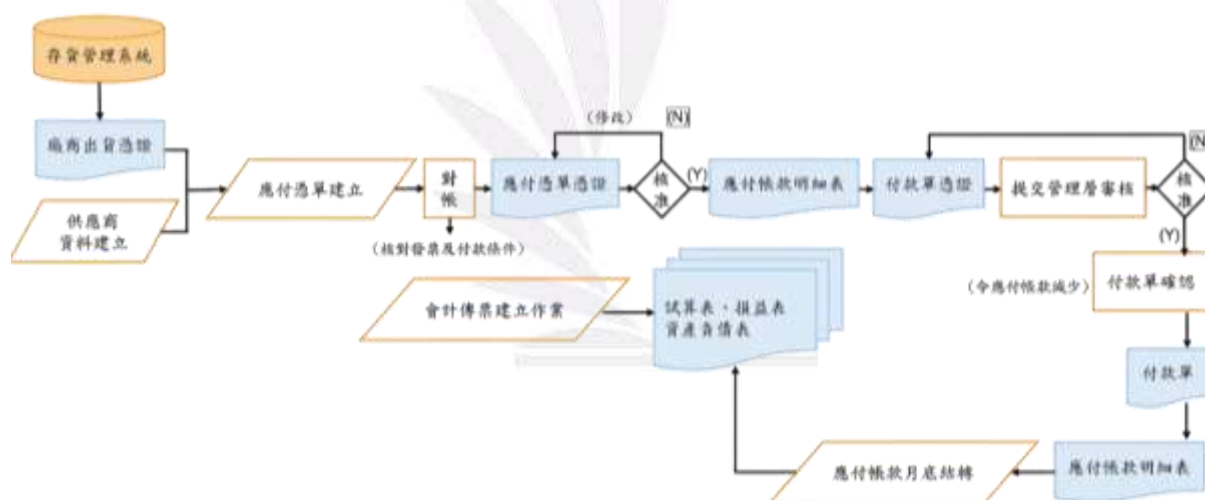 存貨管理系統
廠商出貨憑證
供應商
資料建立
應付憑單建立
對
帳
(核對發票及付款條件)
應付憑單憑證
(修改)
(N)
核
准
(Y)
應付帳款明細表
付款單憑證
提交管理層審核
(N
核
准
(Y)
(令應付帳款減少)
付款單確認
付款單
應付帳款明細表
應付帳款月底結轉
會計傳票建立作業
試算表、損益表
資產負債表